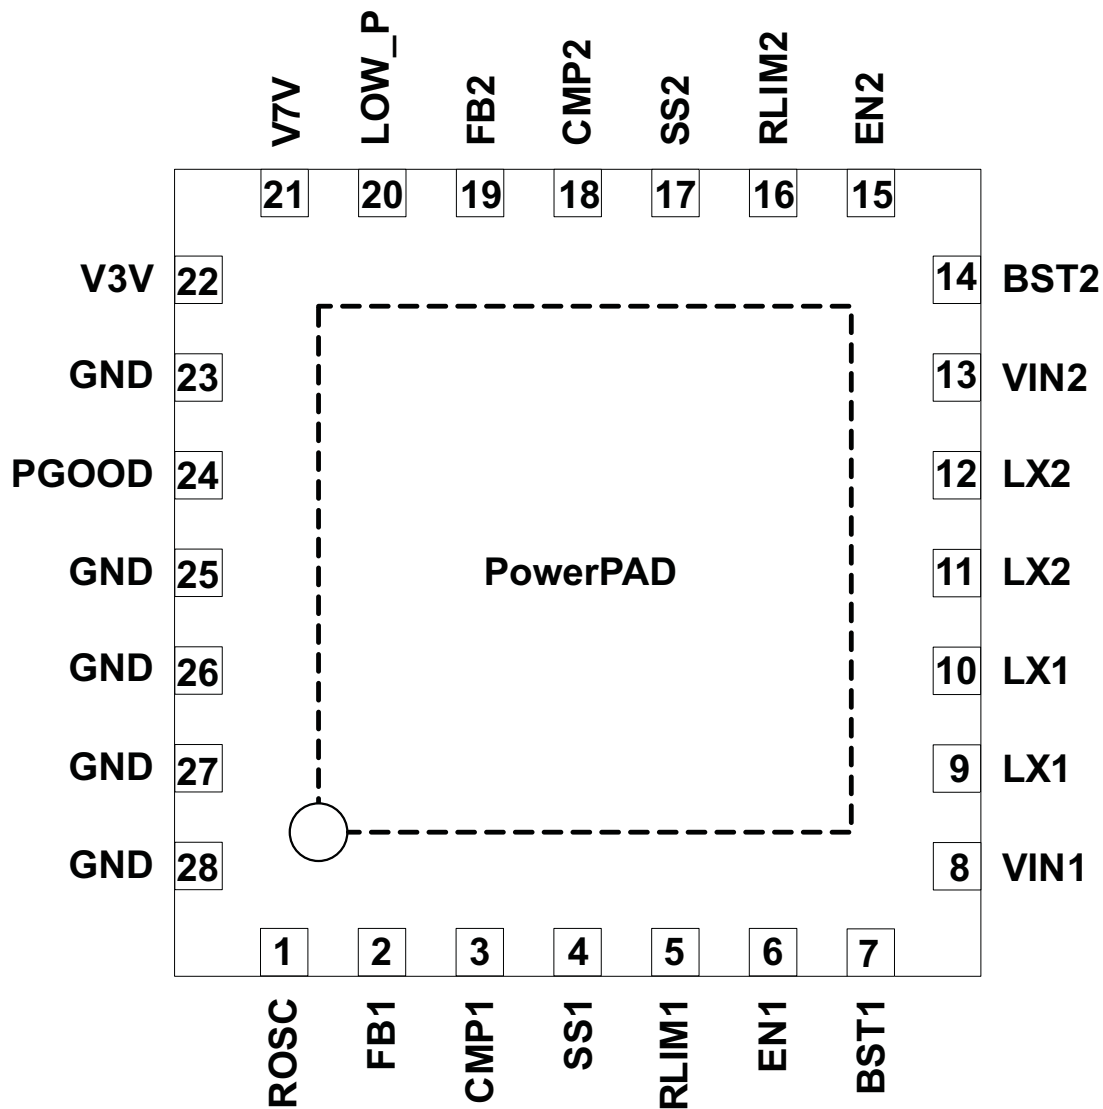 V7V LOW_P FB2 CMP2 SS2 RLIM2 EN2
21 20 19 18 17 16 15
V3V 22 14 BST2
GND 23 13 VIN2
PGOOD 24 12 LX2
GND 25 PowerPAD 11 LX2
GND 26 10 LX1
GND 27 9 LX1
GND 28 8 VIN1
1 2 3 4 5 6 7
ROSC FB1 CMP1 SS1 RLIM1 EN1 BST1